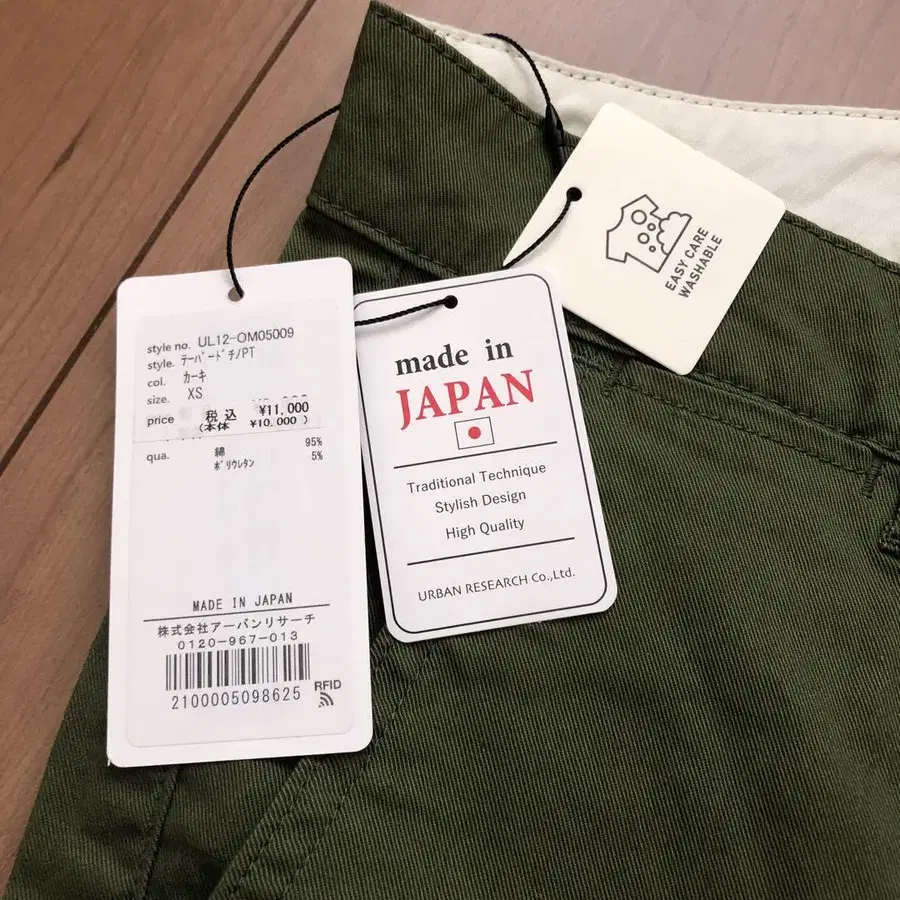 style no. UL12-OM05009
style. ﾃｰﾊﾟｰﾄﾞﾁﾉPT
col. カーキ
size. XS
price 税込 ¥11,000
(本体 ¥10,000 )
qua. 綿 95%
ﾎﾟﾘｳﾚﾀﾝ 5%
MADE IN JAPAN
株式会社アーバンリサーチ
0120-967-013
2100005098625
RFID
made in
JAPAN
Traditional Technique
Stylish Design
High Quality
URBAN RESEARCH Co.,Ltd.
EASY CARE
WASHABLE